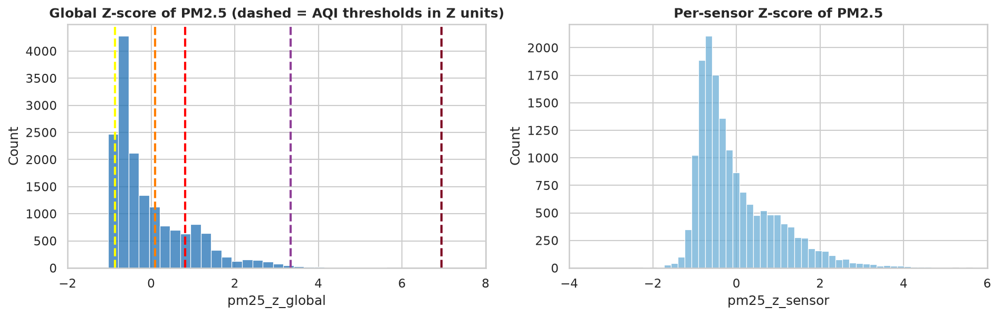 Global Z-score of PM2.5 (dashed = AQI thresholds in Z units)
4000
3500
3000
2500
2000
1500
1000
500
0
Count
−2 0 2 4 6 8
pm25_z_global
Per-sensor Z-score of PM2.5
2000
1750
1500
1250
1000
750
500
250
0
Count
−4 −2 0 2 4 6
pm25_z_sensor